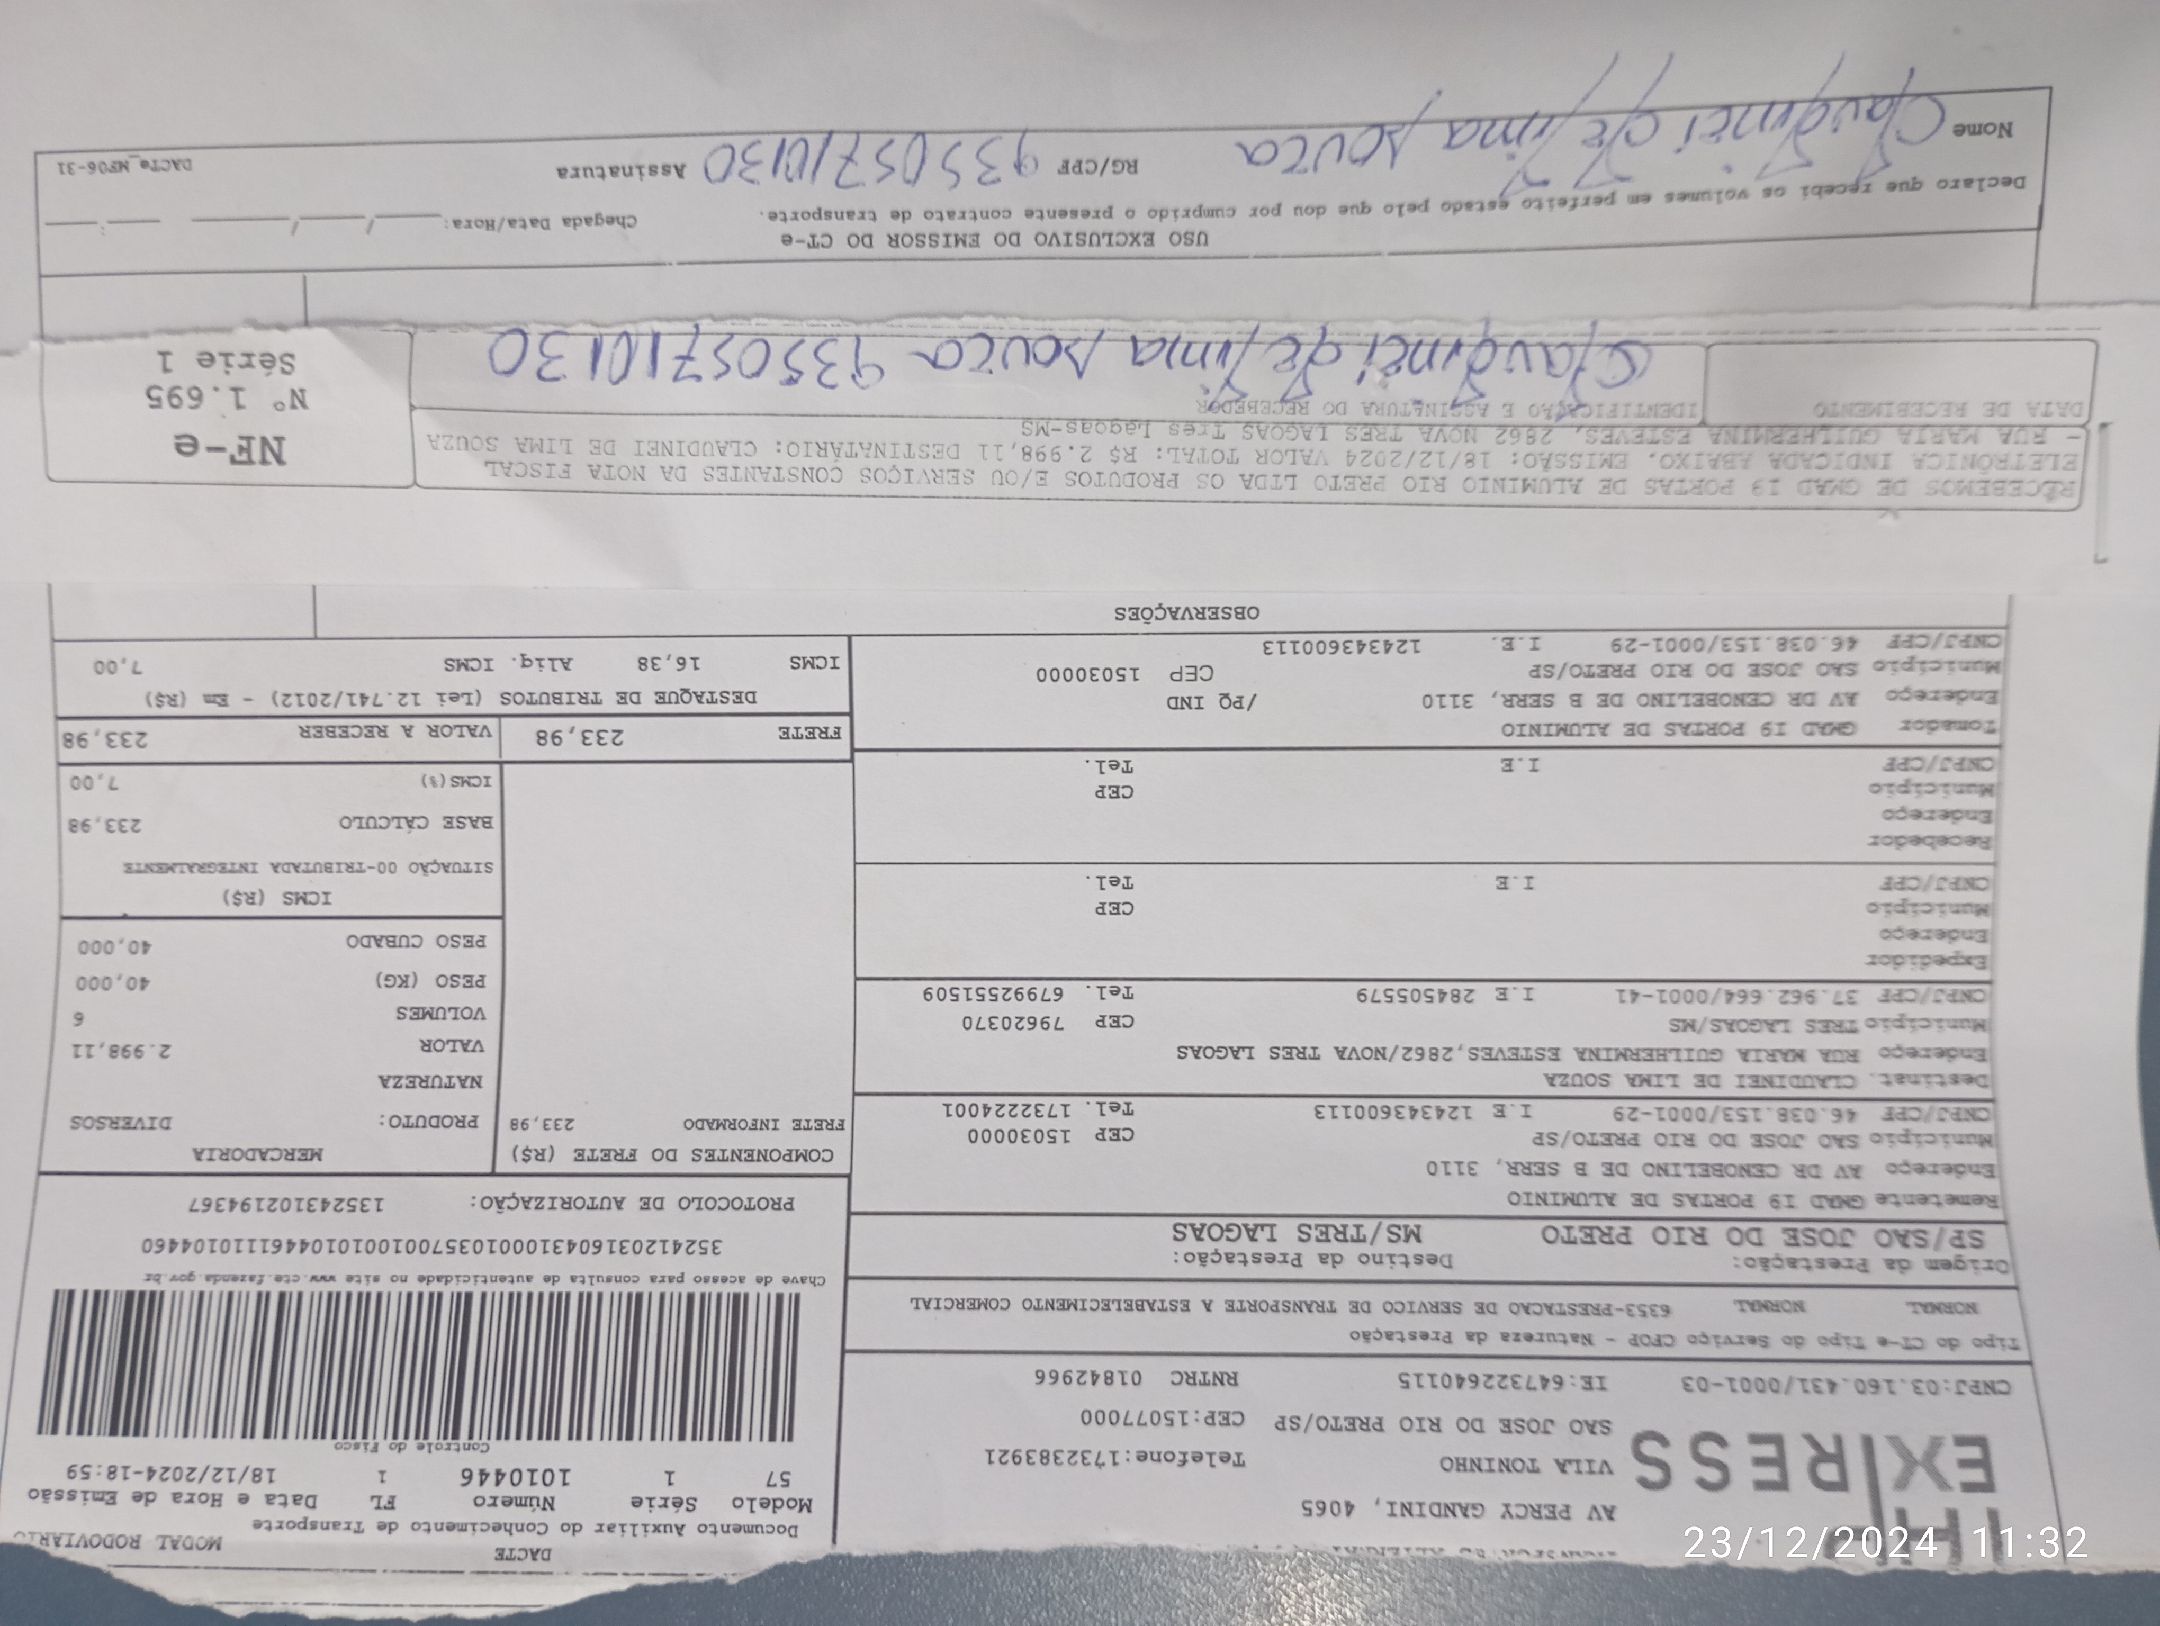 DACTE
MODAL RODOVIÁRIO
Documento Auxiliar do Conhecimento de Transporte
Modelo Série Número FL Data e Hora de Emissão
57 1 1010446 1 18/12/2024-18:59
Controle do Fisco
Chave de acesso para consulta de autenticidade no site www.cte.fazenda.gov.br
35241203160431000103570010010104461111010446​0
PROTOCOLO DE AUTORIZAÇÃO: 135243102194367
EX RESS
AV PERCY GANDINI, 4065
VILA TONINHO Telefone:1732383921
SAO JOSE DO RIO PRETO/SP CEP:15077000
CNPJ:03.160.431/0001-03 IE:647322640115 RNTRC 01842966
Tipo do CT-e Tipo do Serviço CFOP - Natureza da Prestação
NORMAL NORMAL 6353-PRESTACAO DE SERVICO DE TRANSPORTE A ESTABELECIMENTO COMERCIAL
Origem da Prestação: Destino da Prestação:
SP/SAO JOSE DO RIO PRETO MS/TRES LAGOAS
Remetente GMAD I9 PORTAS DE ALUMINIO
Endereço AV DR CENOBELINO DE B SERR, 3110
Município SAO JOSE DO RIO PRETO/SP CEP 15030000
CNPJ/CPF 46.038.153/0001-29 I.E 124343600113 Tel. 1732224001
Destinat. CLAUDINEI DE LIMA SOUZA
Endereço RUA MARIA GUILHERMINA ESTEVES,2862/NOVA TRES LAGOAS
Município TRES LAGOAS/MS CEP 79620370
CNPJ/CPF 37.962.664/0001-41 I.E 284505579 Tel. 67992551509
Expedidor
Endereço
Município CEP
CNPJ/CPF I.E Tel.
Recebedor
Endereço
Município CEP
CNPJ/CPF I.E Tel.
Tomador GMAD I9 PORTAS DE ALUMINIO
Endereço AV DR CENOBELINO DE B SERR, 3110 /PQ IND
Município SAO JOSE DO RIO PRETO/SP CEP 15030000
CNPJ/CPF 46.038.153/0001-29 I.E. 124343600113
COMPONENTES DO FRETE (R$)
FRETE INFORMADO 233,98
MERCADORIA
PRODUTO: DIVERSOS
NATUREZA
VALOR 2.998,11
VOLUMES 6
PESO (KG) 40,000
PESO CUBADO 40,000
ICMS (R$)
SITUAÇÃO 00-TRIBUTADA INTEGRALMENTE
BASE CÁLCULO 233,98
ICMS(%) 7,00
FRETE 233,98 VALOR A RECEBER 233,98
DESTAQUE DE TRIBUTOS (Lei 12.741/2012) - Em (R$)
ICMS 16,38 Aliq. ICMS 7,00
OBSERVAÇÕES
RECEBEMOS DE GMAD I9 PORTAS DE ALUMINIO RIO PRETO LTDA OS PRODUTOS E/OU SERVIÇOS CONSTANTES DA NOTA FISCAL
ELETRÔNICA INDICADA ABAIXO. EMISSÃO: 18/12/2024 VALOR TOTAL: R$ 2.998,11 DESTINATÁRIO: CLAUDINEI DE LIMA SOUZA
- RUA MARIA GUILHERMINA ESTEVES, 2862 NOVA TRES LAGOAS Tres Lagoas-MS
DATA DE RECEBIMENTO
IDENTIFICAÇÃO E ASSINATURA DO RECEBEDOR
Claudinei de Lima souza 93505710130
NF-e
Nº 1.695
Série 1
USO EXCLUSIVO DO EMISSOR DO CT-e
Declaro que recebi os volumes em perfeito estado pelo que dou por cumprido o presente contrato de transporte.
Chegada Data/Hora: / / :
Nome Claudinei de Lima souza RG/CPF 93505710130 Assinatura
DACTe_MF06-31
23/12/2024 11:32